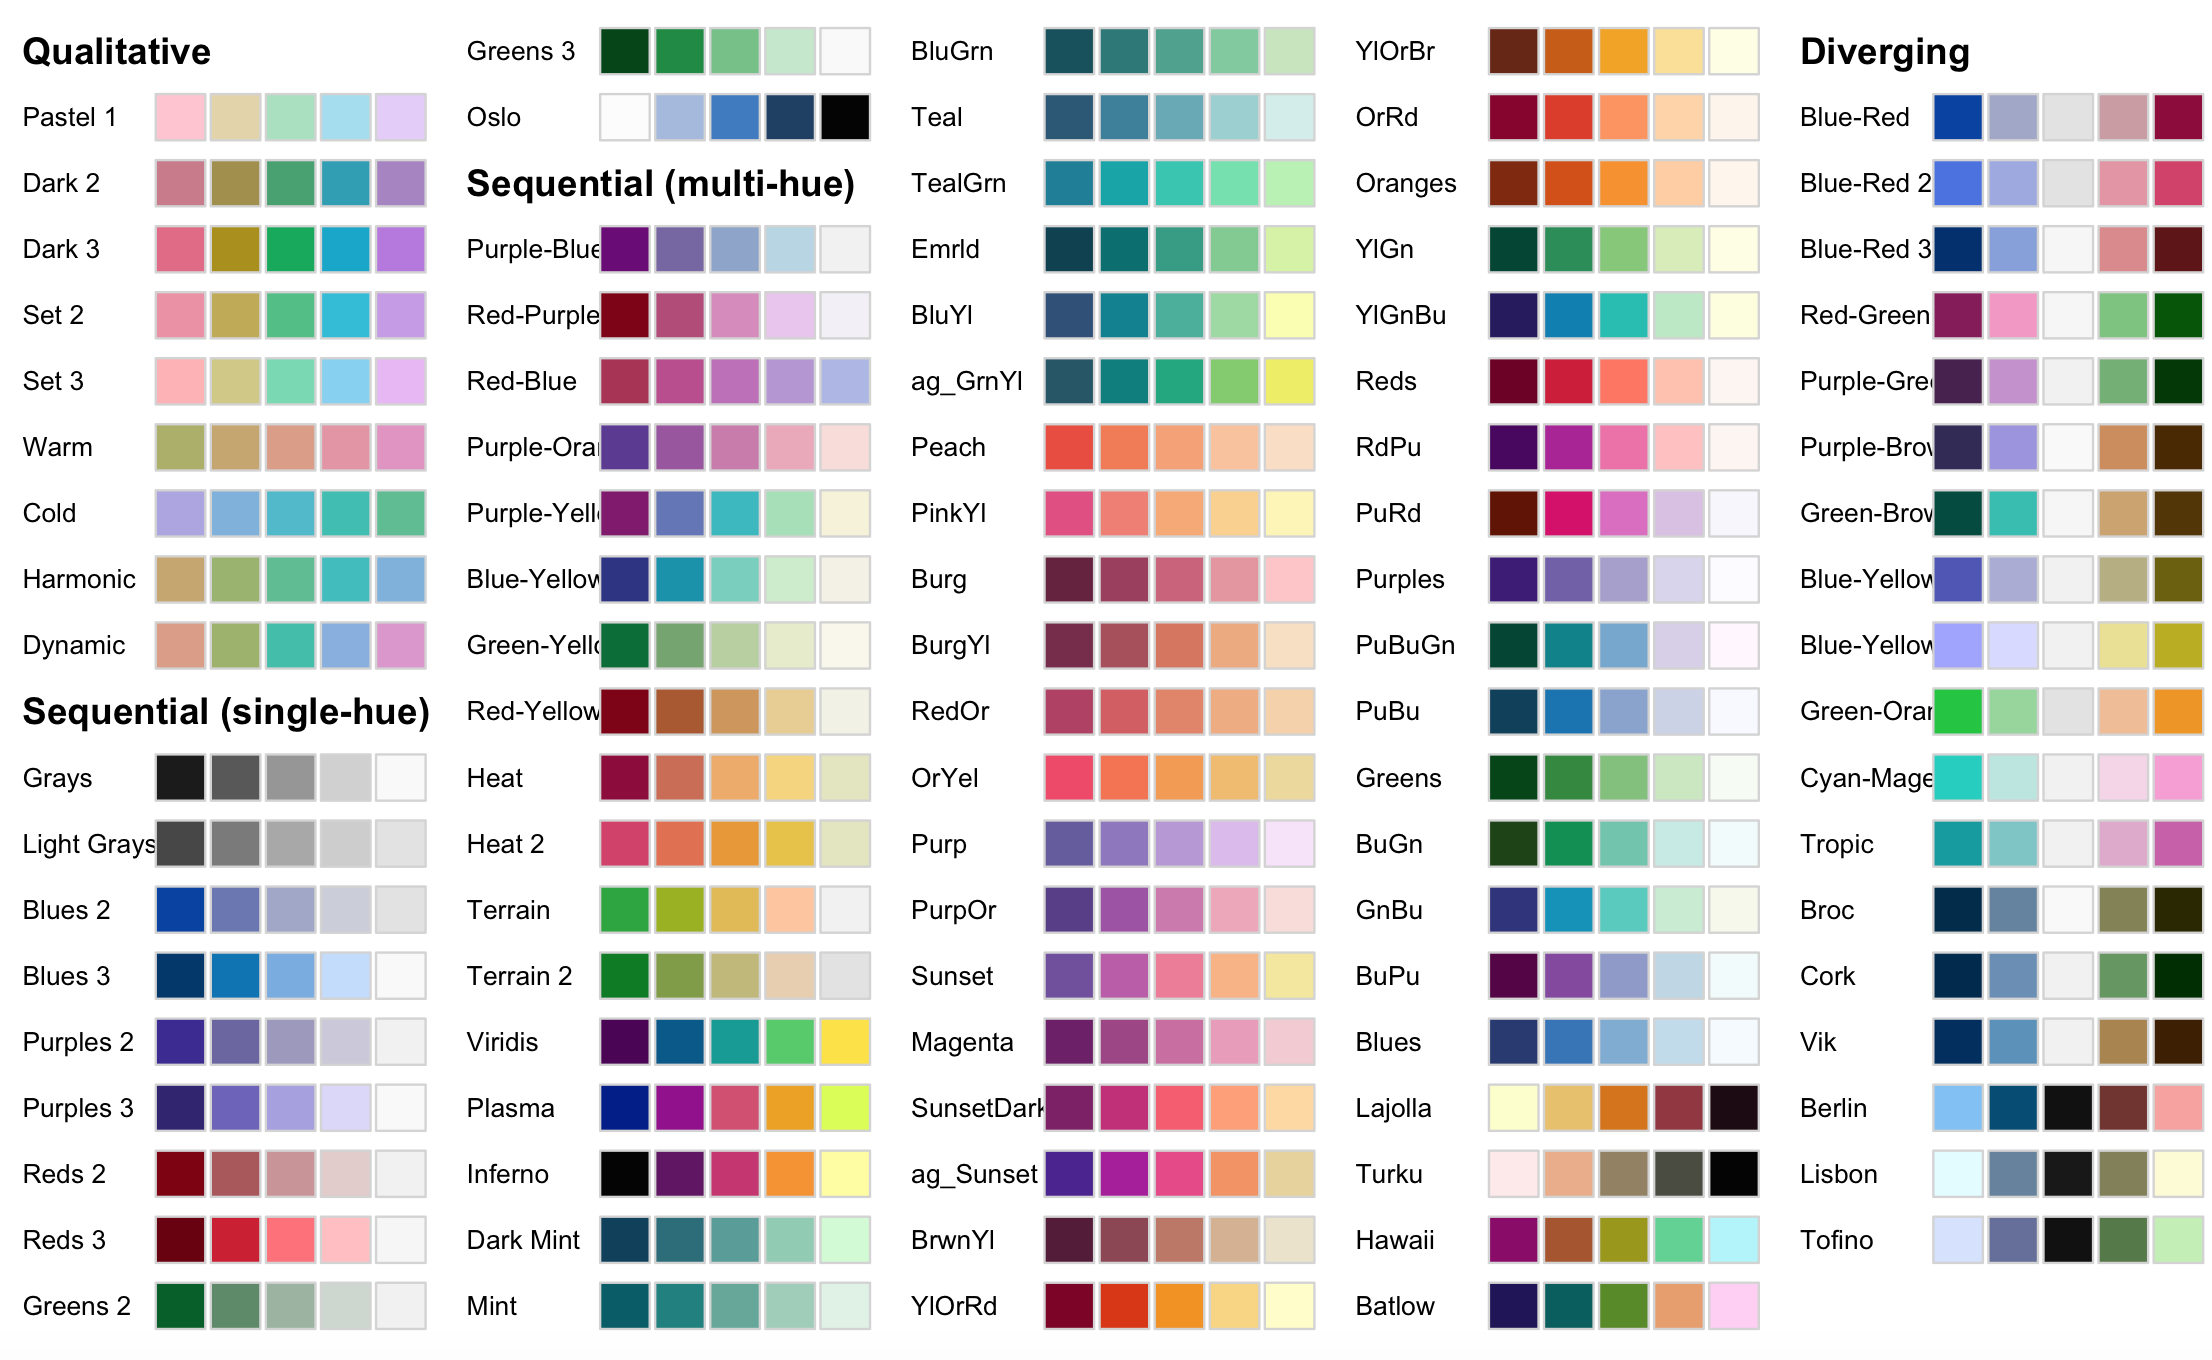 Qualitative
Pastel 1
Dark 2
Dark 3
Set 2
Set 3
Warm
Cold
Harmonic
Dynamic
Sequential (single-hue)
Grays
Light Grays
Blues 2
Blues 3
Purples 2
Purples 3
Reds 2
Reds 3
Greens 2
Greens 3
Oslo
Sequential (multi-hue)
Purple-Blue
Red-Purple
Red-Blue
Purple-Oran
Purple-Yello
Blue-Yellow
Green-Yello
Red-Yellow
Heat
Heat 2
Terrain
Terrain 2
Viridis
Plasma
Inferno
Dark Mint
Mint
BluGrn
Teal
TealGrn
Emrld
BluYl
ag_GrnYl
Peach
PinkYl
Burg
BurgYl
RedOr
OrYel
Purp
PurpOr
Sunset
Magenta
SunsetDark
ag_Sunset
BrwnYl
YlOrRd
YlOrBr
OrRd
Oranges
YlGn
YlGnBu
Reds
RdPu
PuRd
Purples
PuBuGn
PuBu
Greens
BuGn
GnBu
BuPu
Blues
Lajolla
Turku
Hawaii
Batlow
Diverging
Blue-Red
Blue-Red 2
Blue-Red 3
Red-Green
Purple-Gree
Purple-Brow
Green-Brow
Blue-Yellow
Blue-Yellow
Green-Oran
Cyan-Mage
Tropic
Broc
Cork
Vik
Berlin
Lisbon
Tofino